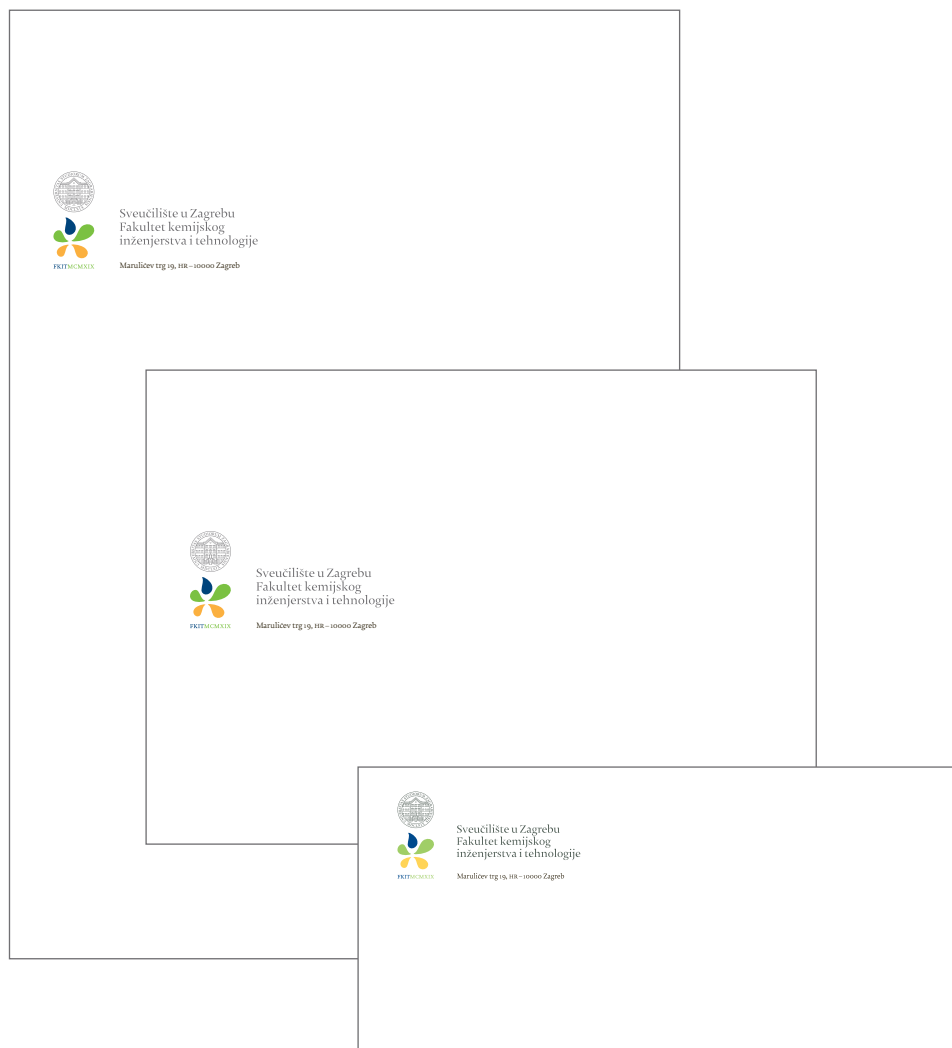 Sveučilište u Zagrebu
Fakultet kemijskog
inženjerstva i tehnologije
FKITMCMXIX
Marulićev trg 19, HR – 10000 Zagreb
Sveučilište u Zagrebu
Fakultet kemijskog
inženjerstva i tehnologije
FKITMCMXIX
Marulićev trg 19, HR – 10000 Zagreb
Sveučilište u Zagrebu
Fakultet kemijskog
inženjerstva i tehnologije
FKITMCMXIX
Marulićev trg 19, HR – 10000 Zagreb